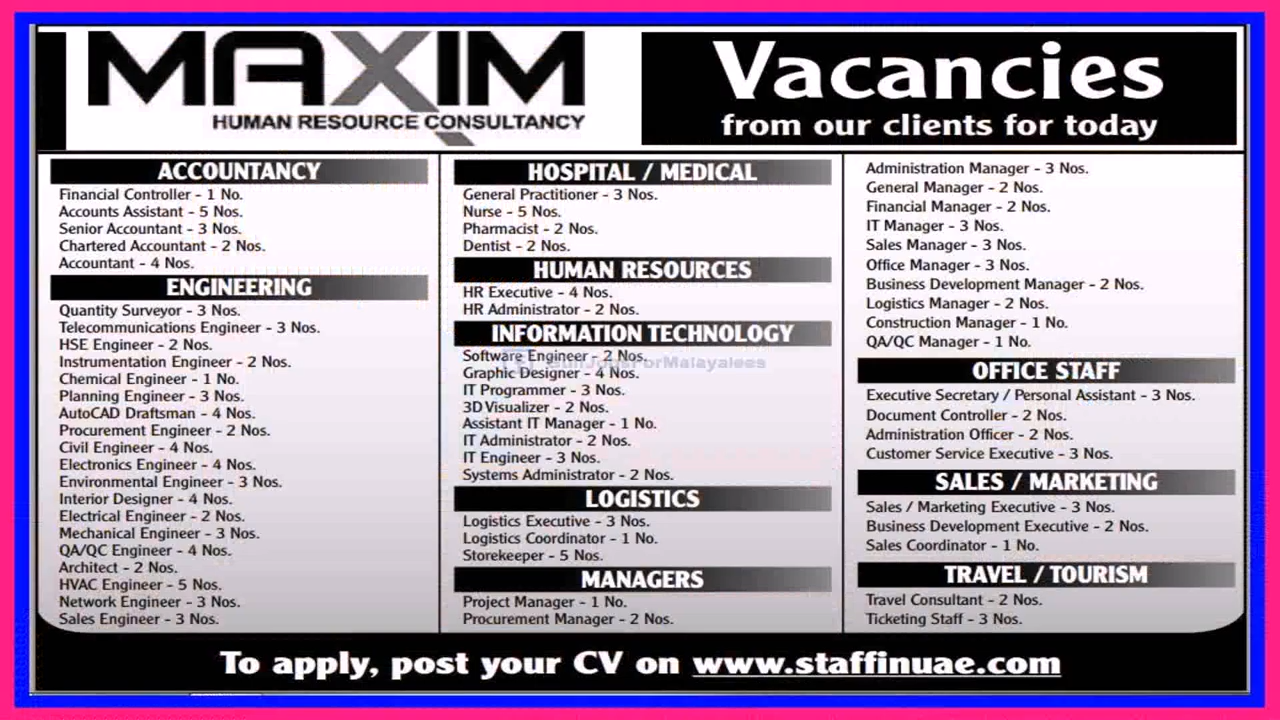 MAXIM
HUMAN RESOURCE CONSULTANCY
Vacancies
from our clients for today
ACCOUNTANCY
Financial Controller - 1 No.
Accounts Assistant - 5 Nos.
Senior Accountant - 3 Nos.
Chartered Accountant - 2 Nos.
Accountant - 4 Nos.
ENGINEERING
Quantity Surveyor - 3 Nos.
Telecommunications Engineer - 3 Nos.
HSE Engineer - 2 Nos.
Instrumentation Engineer - 2 Nos.
Chemical Engineer - 1 No.
Planning Engineer - 3 Nos.
AutoCAD Draftsman - 4 Nos.
Procurement Engineer - 2 Nos.
Civil Engineer - 4 Nos.
Electronics Engineer - 4 Nos.
Environmental Engineer - 3 Nos.
Interior Designer - 4 Nos.
Electrical Engineer - 2 Nos.
Mechanical Engineer - 3 Nos.
QA/QC Engineer - 4 Nos.
Architect - 2 Nos.
HVAC Engineer - 5 Nos.
Network Engineer - 3 Nos.
Sales Engineer - 3 Nos.
HOSPITAL / MEDICAL
General Practitioner - 3 Nos.
Nurse - 5 Nos.
Pharmacist - 2 Nos.
Dentist - 2 Nos.
HUMAN RESOURCES
HR Executive - 4 Nos.
HR Administrator - 2 Nos.
INFORMATION TECHNOLOGY
Software Engineer - 2 Nos.
GulfJobsForMalayalees
Graphic Designer - 4 Nos.
IT Programmer - 3 Nos.
3D Visualizer - 2 Nos.
Assistant IT Manager - 1 No.
IT Administrator - 2 Nos.
IT Engineer - 3 Nos.
Systems Administrator - 2 Nos.
LOGISTICS
Logistics Executive - 3 Nos.
Logistics Coordinator - 1 No.
Storekeeper - 5 Nos.
MANAGERS
Project Manager - 1 No.
Procurement Manager - 2 Nos.
Administration Manager - 3 Nos.
General Manager - 2 Nos.
Financial Manager - 2 Nos.
IT Manager - 3 Nos.
Sales Manager - 3 Nos.
Office Manager - 3 Nos.
Business Development Manager - 2 Nos.
Logistics Manager - 2 Nos.
Construction Manager - 1 No.
QA/QC Manager - 1 No.
OFFICE STAFF
Executive Secretary / Personal Assistant - 3 Nos.
Document Controller - 2 Nos.
Administration Officer - 2 Nos.
Customer Service Executive - 3 Nos.
SALES / MARKETING
Sales / Marketing Executive - 3 Nos.
Business Development Executive - 2 Nos.
Sales Coordinator - 1 No.
TRAVEL / TOURISM
Travel Consultant - 2 Nos.
Ticketing Staff - 3 Nos.
To apply, post your CV on www.staffinuae.com